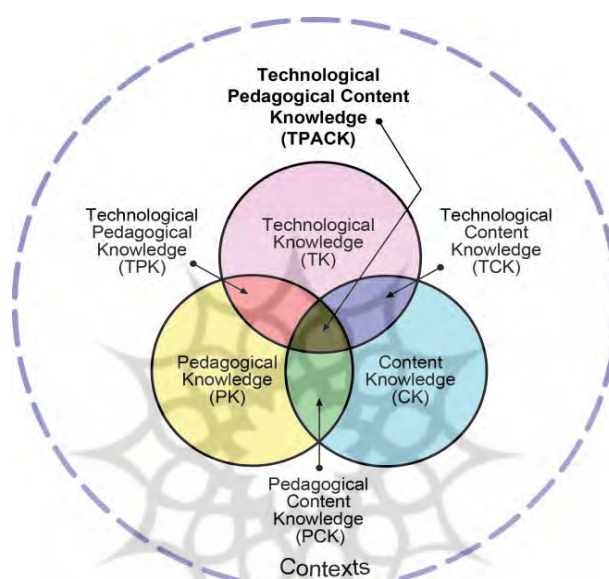 Technological
Pedagogical Content
Knowledge
(TPACK)
Technological
Pedagogical
Knowledge
(TPK)
Technological
Knowledge
(TK)
Technological
Content
Knowledge
(TCK)
Pedagogical
Knowledge
(PK)
Content
Knowledge
(CK)
Pedagogical
Content
Knowledge
(PCK)
Contexts